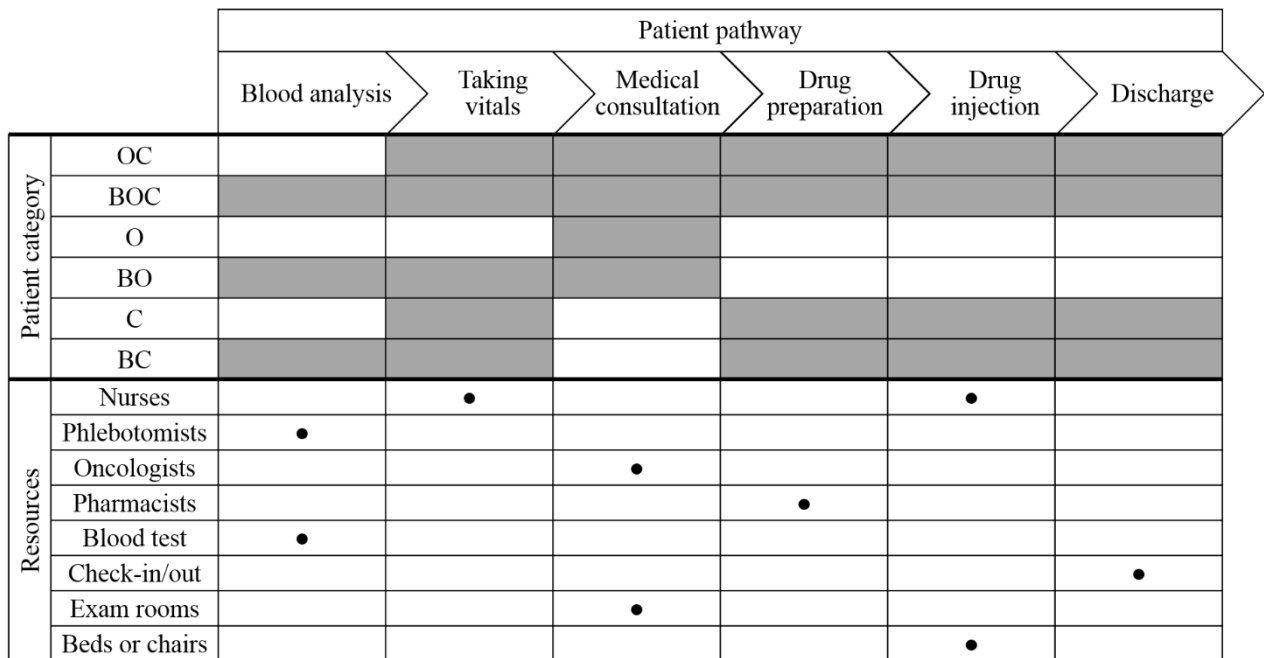 Patient pathway
Blood analysis
Taking
vitals
Medical
consultation
Drug
preparation
Drug
injection
Discharge
Patient category
OC
BOC
O
BO
C
BC
Resources
Nurses
Phlebotomists
Oncologists
Pharmacists
Blood test
Check-in/out
Exam rooms
Beds or chairs